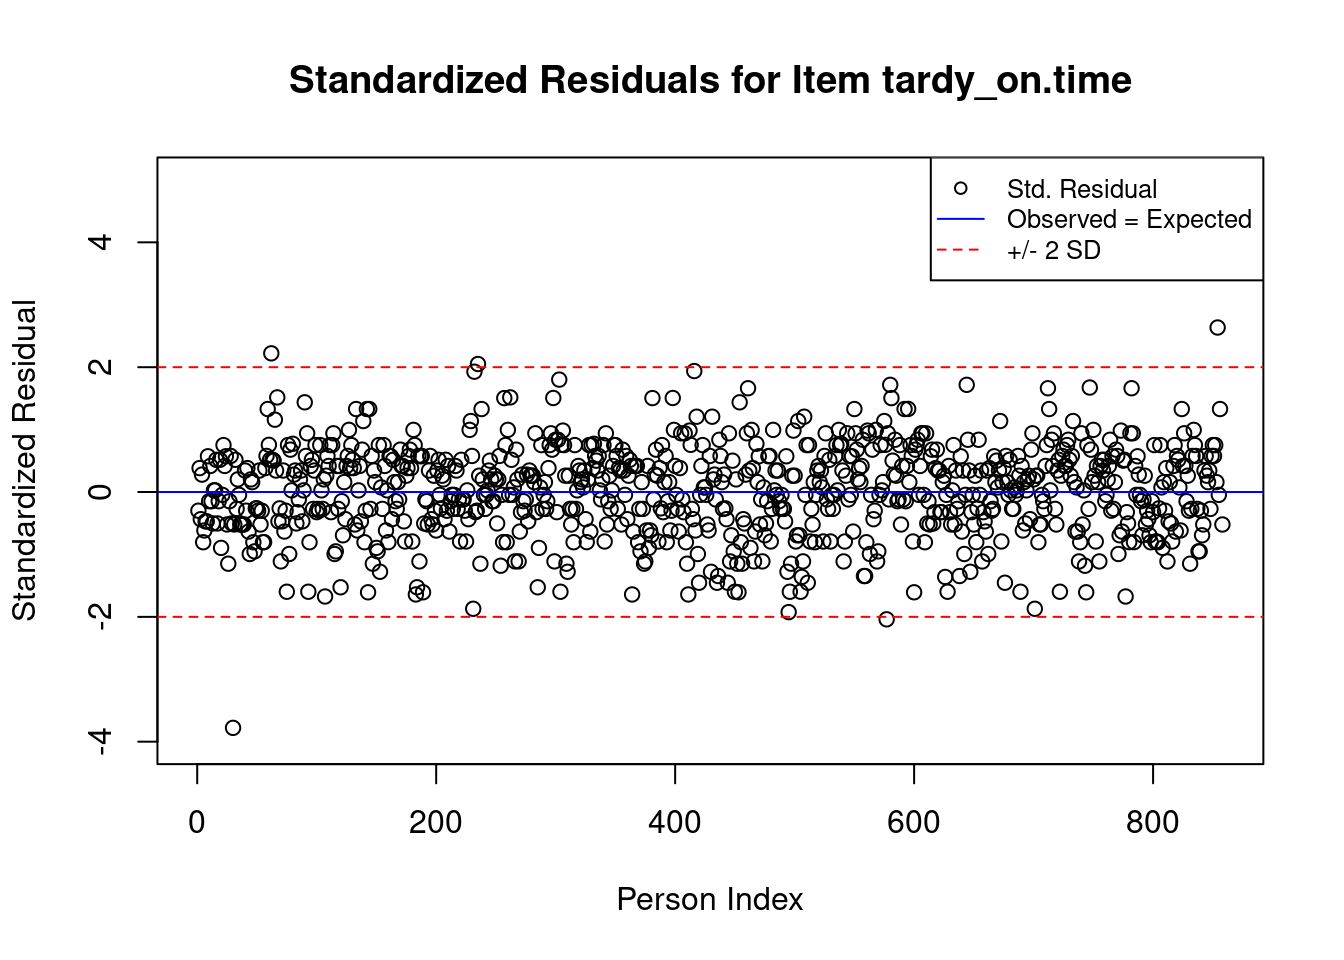 Standardized Residuals for Item tardy_on.time
Std. Residual
Observed = Expected
+/- 2 SD
Standardized Residual
4
2
0
-2
-4
0 200 400 600 800
Person Index